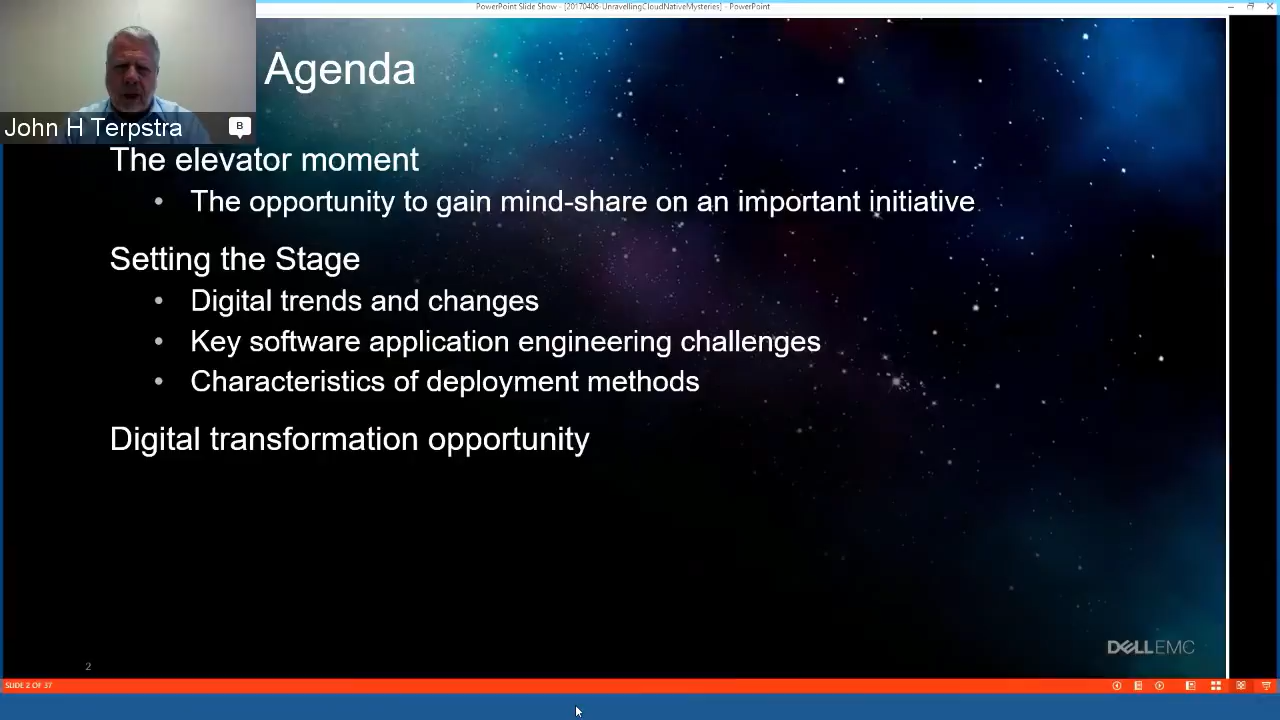 PowerPoint Slide Show - [20170406-UnravellingCloudNativeMysteries] - PowerPoint
Agenda
John H Terpstra
B
The elevator moment
• The opportunity to gain mind-share on an important initiative
Setting the Stage
• Digital trends and changes
• Key software application engineering challenges
• Characteristics of deployment methods
Digital transformation opportunity
DELL EMC
2
SLIDE 2 OF 37